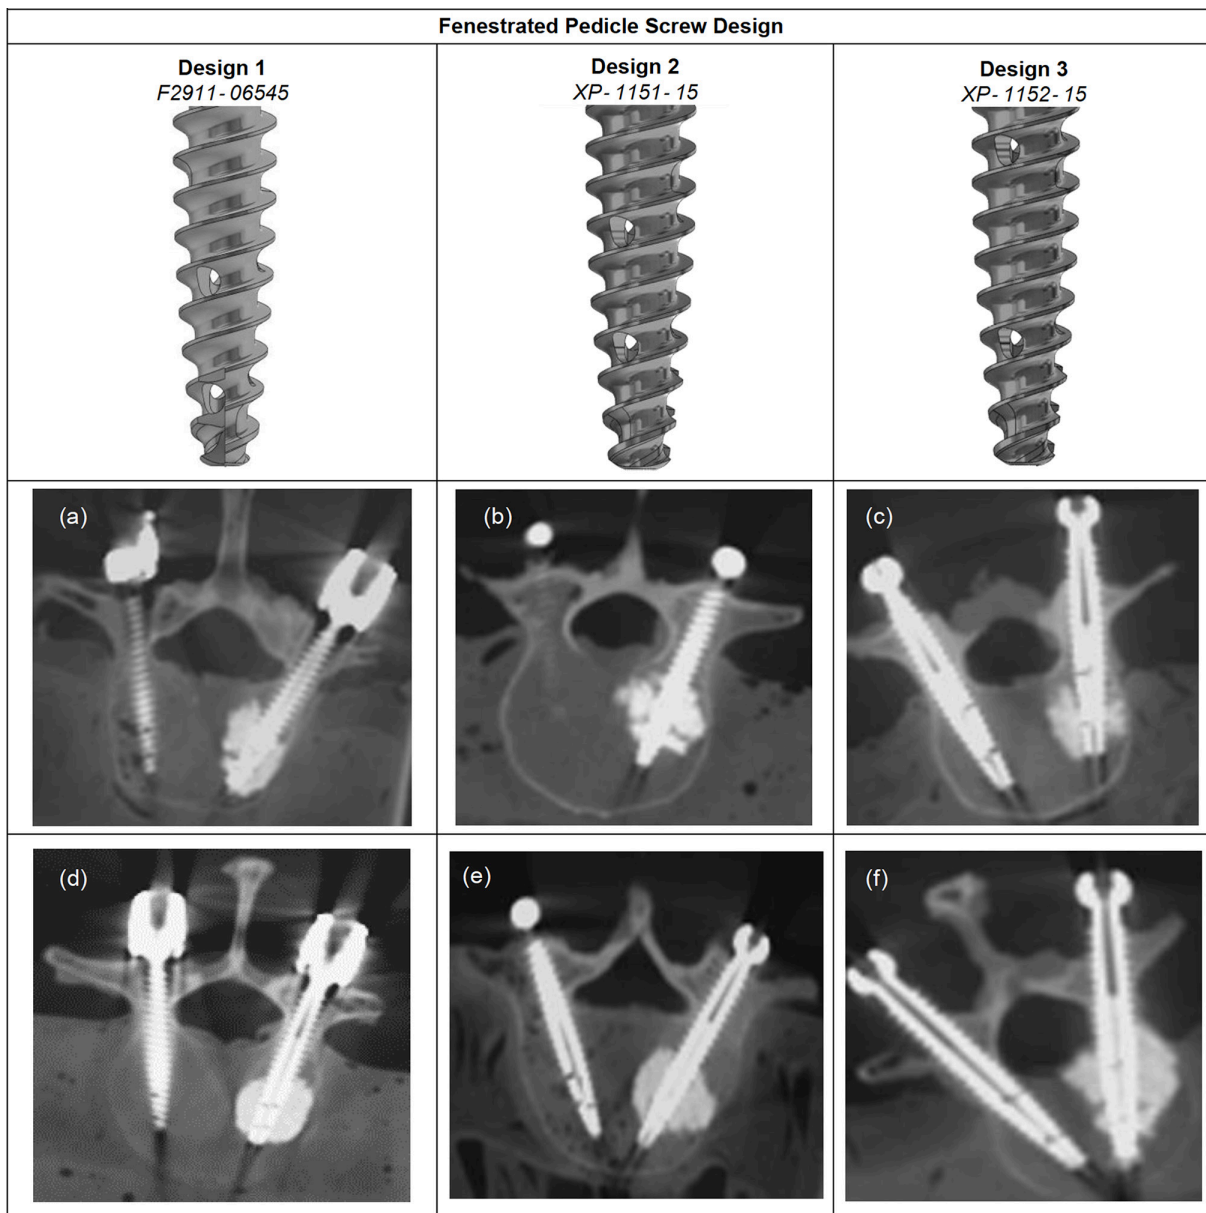 Fenestrated Pedicle Screw Design
Design 1
F2911-06545
Design 2
XP-1151-15
Design 3
XP-1152-15
(a)
(b)
(c)
(d)
(e)
(f)